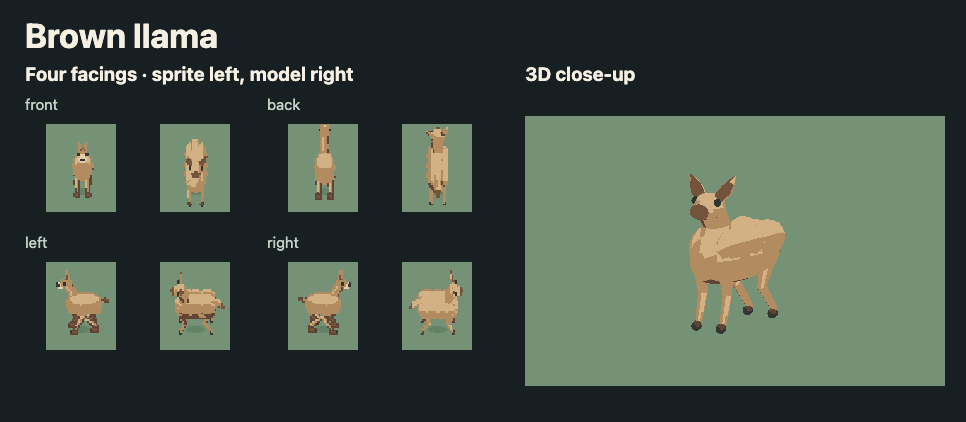 Brown llama
Four facings · sprite left, model right
3D close-up
front
back
left
right